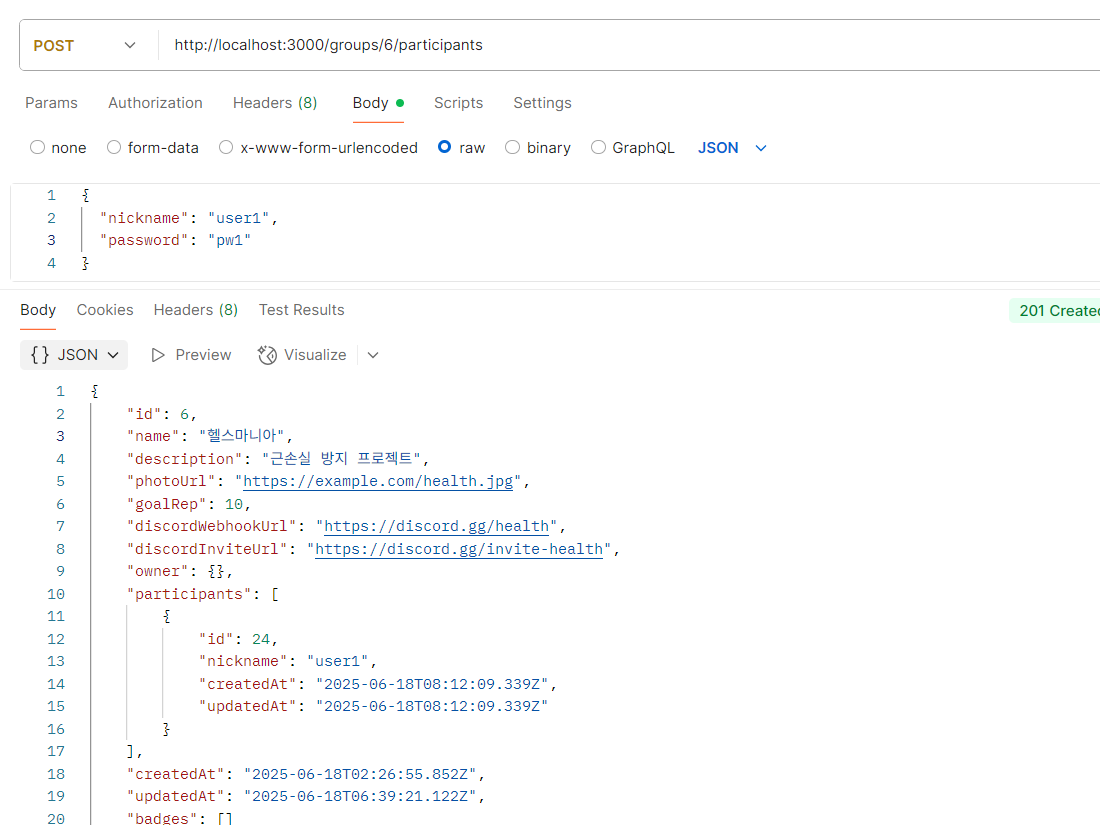 POST http://localhost:3000/groups/6/participants
Params Authorization Headers (8) Body Scripts Settings
none form-data x-www-form-urlencoded raw binary GraphQL JSON
1 {
2 "nickname": "user1",
3 "password": "pw1"
4 }
Body Cookies Headers (8) Test Results 201 Created
{} JSON Preview Visualize
1 {
2 "id": 6,
3 "name": "헬스마니아",
4 "description": "근손실 방지 프로젝트",
5 "photoUrl": "https://example.com/health.jpg",
6 "goalRep": 10,
7 "discordWebhookUrl": "https://discord.gg/health",
8 "discordInviteUrl": "https://discord.gg/invite-health",
9 "owner": {},
10 "participants": [
11 {
12 "id": 24,
13 "nickname": "user1",
14 "createdAt": "2025-06-18T08:12:09.339Z",
15 "updatedAt": "2025-06-18T08:12:09.339Z"
16 }
17 ],
18 "createdAt": "2025-06-18T02:26:55.852Z",
19 "updatedAt": "2025-06-18T06:39:21.122Z",
20 "badges": []